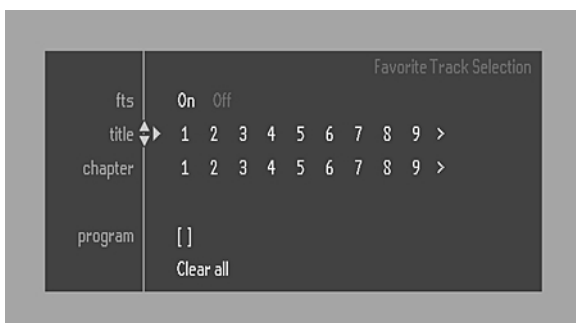 Favorite Track Selection
fts On Off
title 1 2 3 4 5 6 7 8 9 >
chapter 1 2 3 4 5 6 7 8 9 >
program [ ]
Clear all